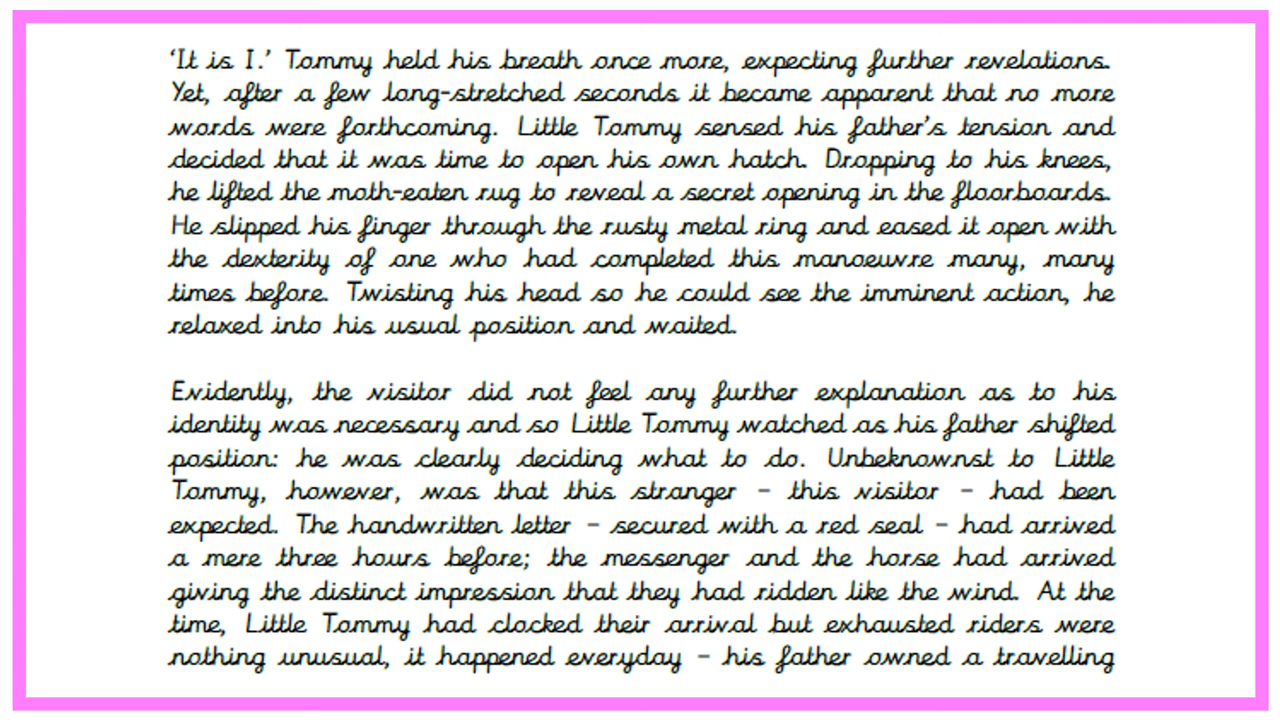 ‘It is I.’ Tommy held his breath once more, expecting further revelations.
Yet, after a few long-stretched seconds it became apparent that no more
words were forthcoming. Little Tommy sensed his father’s tension and
decided that it was time to open his own hatch. Dropping to his knees,
he lifted the moth-eaten rug to reveal a secret opening in the floorboards.
He slipped his finger through the rusty metal ring and eased it open with
the dexterity of one who had completed this manoeuvre many, many
times before. Twisting his head so he could see the imminent action, he
relaxed into his usual position and waited.
Evidently, the visitor did not feel any further explanation as to his
identity was necessary and so Little Tommy watched as his father shifted
position: he was clearly deciding what to do. Unbeknownst to Little
Tommy, however, was that this stranger – this visitor – had been
expected. The handwritten letter – secured with a red seal – had arrived
a mere three hours before; the messenger and the horse had arrived
giving the distinct impression that they had ridden like the wind. At the
time, Little Tommy had clocked their arrival but exhausted riders were
nothing unusual, it happened everyday – his father owned a travelling